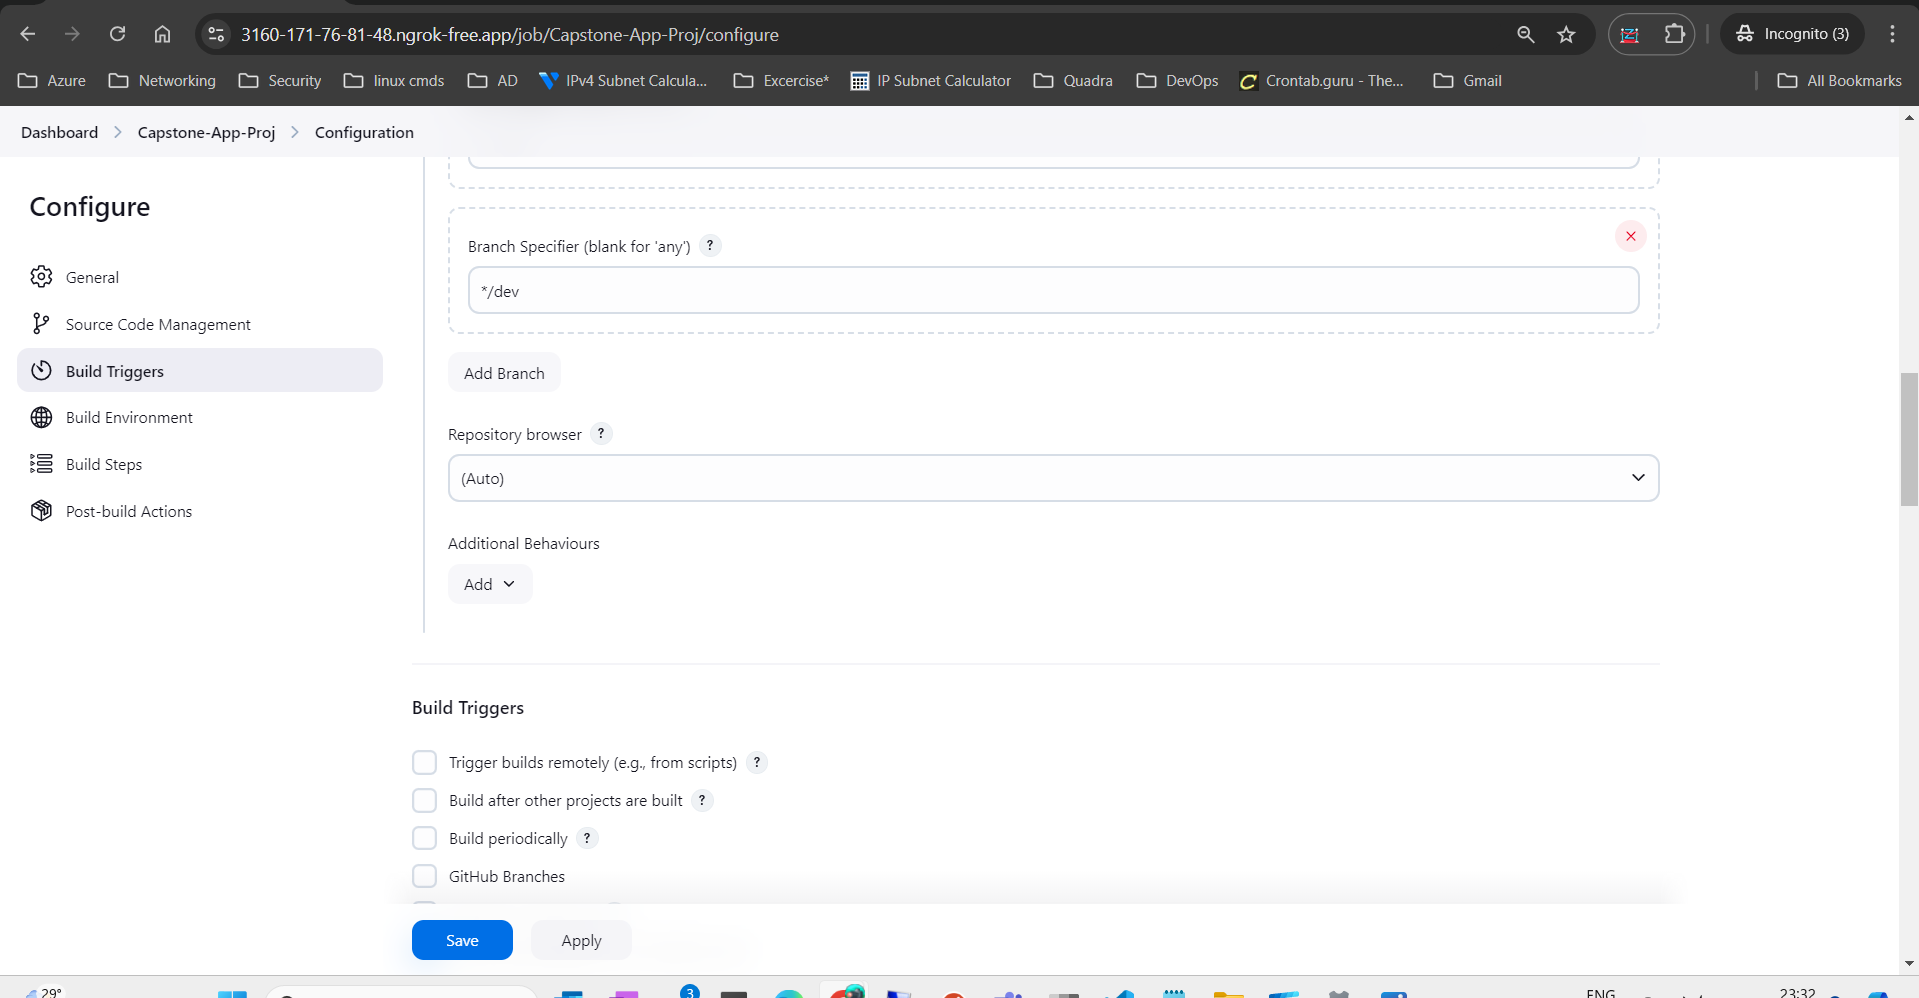 3160-171-76-81-48.ngrok-free.app/job/Capstone-App-Proj/configure
Incognito (3)
Azure
Networking
Security
linux cmds
AD
IPv4 Subnet Calcula...
Excercise*
IP Subnet Calculator
Quadra
DevOps
Crontab.guru - The...
Gmail
All Bookmarks
Dashboard > Capstone-App-Proj > Configuration
Configure
General
Source Code Management
Build Triggers
Build Environment
Build Steps
Post-build Actions
Branch Specifier (blank for 'any') ?
*/dev
Add Branch
Repository browser ?
(Auto)
Additional Behaviours
Add
Build Triggers
Trigger builds remotely (e.g., from scripts) ?
Build after other projects are built ?
Build periodically ?
GitHub Branches
Save
Apply
29°
3
ENG
23:32